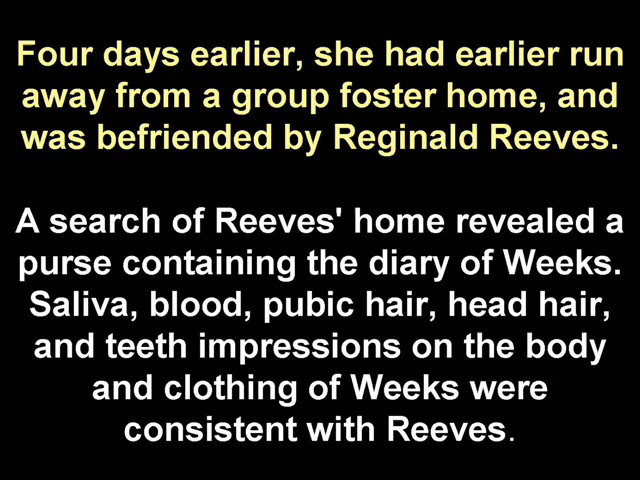 Four days earlier, she had earlier run
away from a group foster home, and
was befriended by Reginald Reeves.
A search of Reeves' home revealed a
purse containing the diary of Weeks.
Saliva, blood, pubic hair, head hair,
and teeth impressions on the body
and clothing of Weeks were
consistent with Reeves.